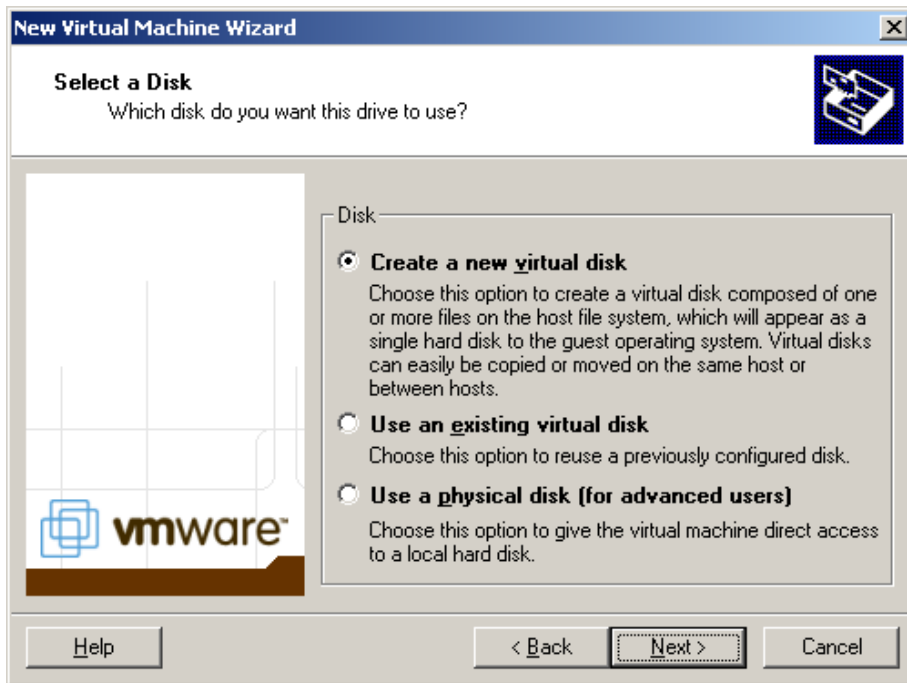 New Virtual Machine Wizard
Select a Disk
Which disk do you want this drive to use?
Disk
Create a new virtual disk
Choose this option to create a virtual disk composed of one
or more files on the host file system, which will appear as a
single hard disk to the guest operating system. Virtual disks
can easily be copied or moved on the same host or
between hosts.
Use an existing virtual disk
Choose this option to reuse a previously configured disk.
Use a physical disk (for advanced users)
Choose this option to give the virtual machine direct access
to a local hard disk.
vmware™
Help
< Back
Next >
Cancel